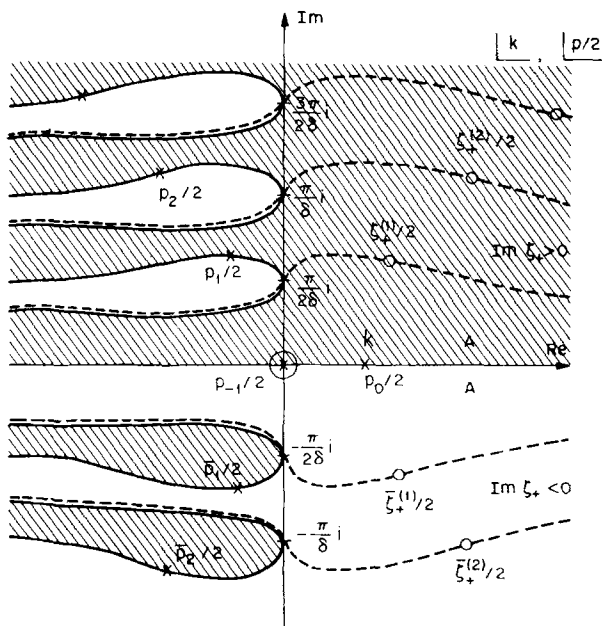 Im
k , p/2
3π/2δ i
ζ₊⁽²⁾/2
p₂/2
π/δ i
ζ₊⁽¹⁾/2
p₁/2
Im ζ₊>0
π/2δ i
k A Re
p₋₁/2 p₀/2 A
-π/2δ i
p̄₁/2
Im ζ₊<0
ζ̄₊⁽¹⁾/2
-π/δ i
p̄₂/2
ζ̄₊⁽²⁾/2